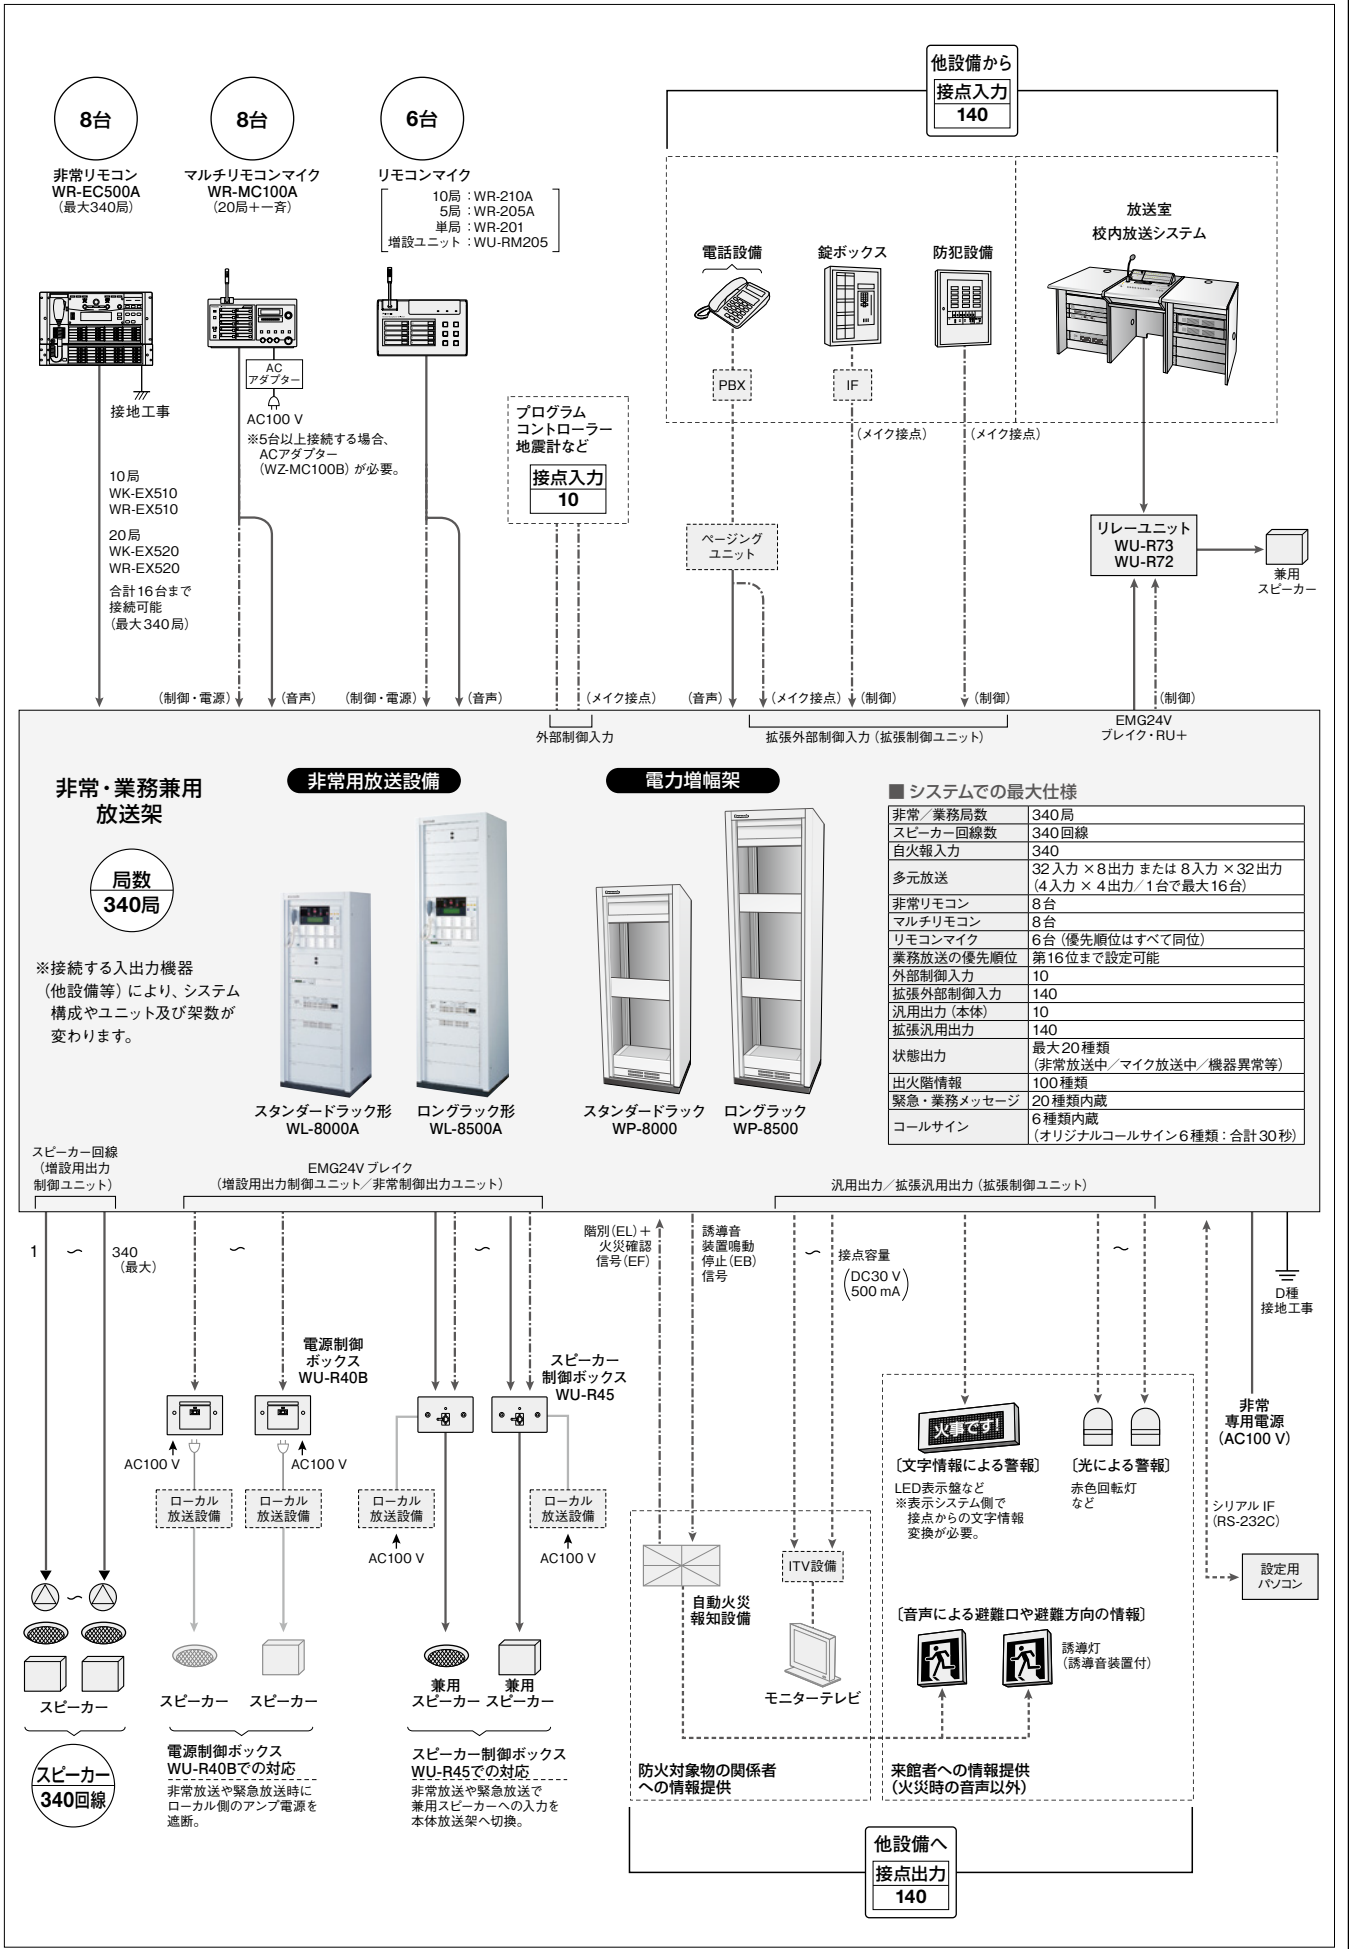 他設備から
接点入力
140
8台
非常リモコン
WR-EC500A
(最大340局)
8台
マルチリモコンマイク
WR-MC100A
(20局+一斉)
6台
リモコンマイク
10局:WR-210A
5局:WR-205A
単局:WR-201
増設ユニット:WU-RM205
電話設備
錠ボックス
防犯設備
放送室
校内放送システム
接地工事
AC
アダプター
AC100 V
※5台以上接続する場合、
ACアダプター
(WZ-MC100B)が必要。
プログラム
コントローラー
地震計など
接点入力
10
PBX
IF
(メイク接点)
(メイク接点)
10局
WK-EX510
WR-EX510
20局
WK-EX520
WR-EX520
合計16台まで
接続可能
(最大340局)
ページング
ユニット
リレーユニット
WU-R73
WU-R72
兼用
スピーカー
(制御・電源)
(音声)
(制御・電源)
(音声)
(メイク接点)
(音声)
(メイク接点)
(制御)
(制御)
(制御)
外部制御入力
拡張外部制御入力(拡張制御ユニット)
EMG24V
ブレイク・RU+
非常・業務兼用
放送架
局数
340局
※接続する入出力機器
(他設備等)により、システム
構成やユニット及び架数が
変わります。
非常用放送設備
スタンダードラック形
WL-8000A
ロングラック形
WL-8500A
電力増幅架
スタンダードラック
WP-8000
ロングラック
WP-8500
■ システムでの最大仕様
非常/業務局数 340局
スピーカー回線数 340回線
自火報入力 340
多元放送 32入力×8出力 または 8入力×32出力
(4入力×4出力/1台で最大16台)
非常リモコン 8台
マルチリモコン 8台
リモコンマイク 6台(優先順位はすべて同位)
業務放送の優先順位 第16位まで設定可能
外部制御入力 10
拡張外部制御入力 140
汎用出力(本体) 10
拡張汎用出力 140
状態出力 最大20種類
(非常放送中/マイク放送中/機器異常等)
出火階情報 100種類
緊急・業務メッセージ 20種類内蔵
コールサイン 6種類内蔵
(オリジナルコールサイン6種類:合計30秒)
スピーカー回線
(増設用出力
制御ユニット)
EMG24Vブレイク
(増設用出力制御ユニット/非常制御出力ユニット)
汎用出力/拡張汎用出力(拡張制御ユニット)
1 ～ 340
(最大)
～
～
階別(EL)+
火災確認
信号(EF)
誘導音
装置鳴動
停止(EB)
信号
～
接点容量
(DC30 V
500 mA)
～
D種
接地工事
電源制御
ボックス
WU-R40B
スピーカー
制御ボックス
WU-R45
AC100 V
AC100 V
ローカル
放送設備
ローカル
放送設備
ローカル
放送設備
ローカル
放送設備
AC100 V
AC100 V
火事です!
〔文字情報による警報〕
LED表示盤など
※表示システム側で
接点からの文字情報
変換が必要。
〔光による警報〕
赤色回転灯
など
非常
専用電源
(AC100 V)
シリアル IF
(RS-232C)
設定用
パソコン
自動火災
報知設備
ITV設備
モニターテレビ
〔音声による避難口や避難方向の情報〕
誘導灯
(誘導音装置付)
～
スピーカー
スピーカー
スピーカー
兼用
スピーカー
兼用
スピーカー
スピーカー
340回線
電源制御ボックス
WU-R40Bでの対応
非常放送や緊急放送時に
ローカル側のアンプ電源を
遮断。
スピーカー制御ボックス
WU-R45での対応
非常放送や緊急放送で
兼用スピーカーへの入力を
本体放送架へ切換。
防火対象物の関係者
への情報提供
来館者への情報提供
(火災時の音声以外)
他設備へ
接点出力
140